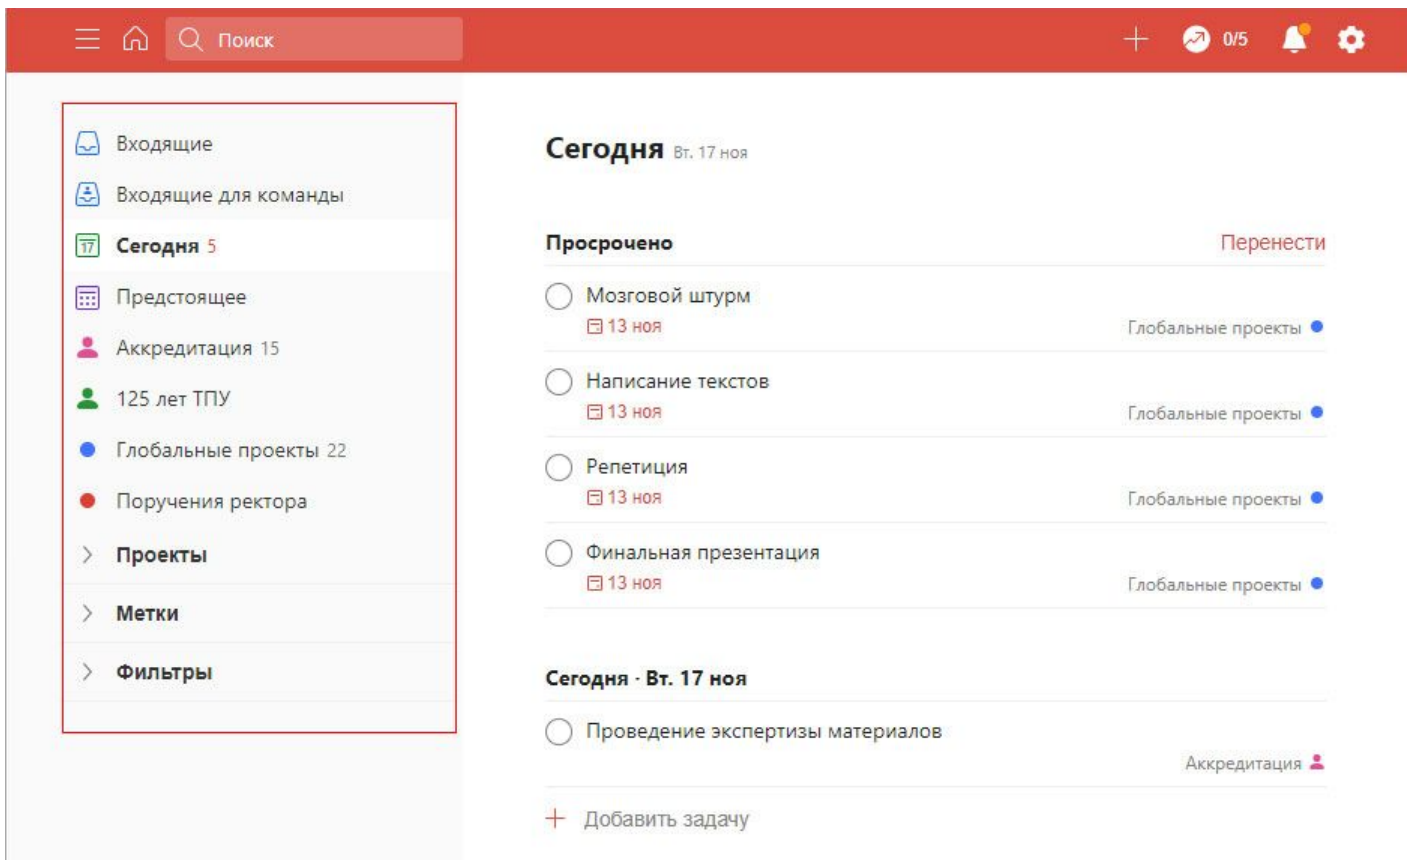 Поиск
0/5
Входящие
Входящие для команды
17 Сегодня 5
Предстоящее
Аккредитация 15
125 лет ТПУ
Глобальные проекты 22
Поручения ректора
Проекты
Метки
Фильтры
Сегодня Вт. 17 ноя
Просрочено Перенести
Мозговой штурм
13 ноя Глобальные проекты
Написание текстов
13 ноя Глобальные проекты
Репетиция
13 ноя Глобальные проекты
Финальная презентация
13 ноя Глобальные проекты
Сегодня · Вт. 17 ноя
Проведение экспертизы материалов
Аккредитация
Добавить задачу